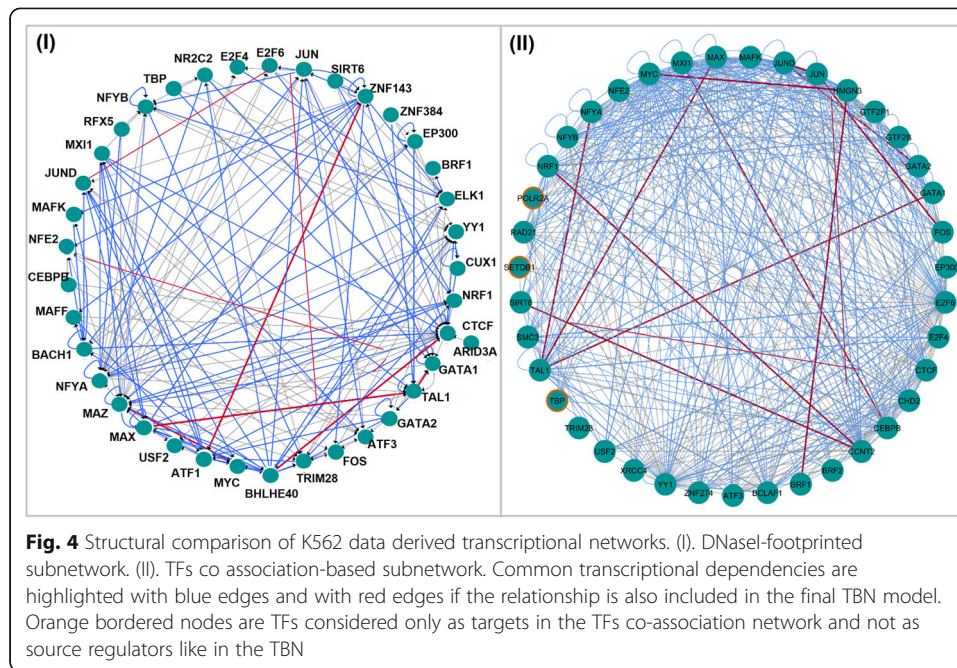 (I)
NR2C2
E2F4
E2F6
JUN
SIRT6
ZNF143
ZNF384
EP300
BRF1
ELK1
YY1
CUX1
NRF1
CTCF
ARID3A
GATA1
TAL1
GATA2
ATF3
FOS
TRIM28
BHLHE40
MYC
ATF1
USF2
MAX
MAZ
NFYA
BACH1
MAFF
CEBPB
NFE2
MAFK
JUND
MXI1
RFX5
NFYB
TBP
(II)
MAX
MAFK
JUND
JUN
HMGN3
GTF2F1
GTF2B
GATA2
GATA1
FOS
EP300
E2F6
E2F4
CTCF
CHD2
CEBPB
CCNT2
BRF2
BRF1
BCLAF1
ATF3
ZNF274
YY1
XRCC4
USF2
TRIM28
TBP
TAL1
SMC3
SIRT6
SETDB1
RAD21
POLR2A
NRF1
NFYB
NFYA
NFE2
MYC
MXI1
Fig. 4 Structural comparison of K562 data derived transcriptional networks. (I). DNaseI-footprinted
subnetwork. (II). TFs co association-based subnetwork. Common transcriptional dependencies are
highlighted with blue edges and with red edges if the relationship is also included in the final TBN model.
Orange bordered nodes are TFs considered only as targets in the TFs co-association network and not as
source regulators like in the TBN